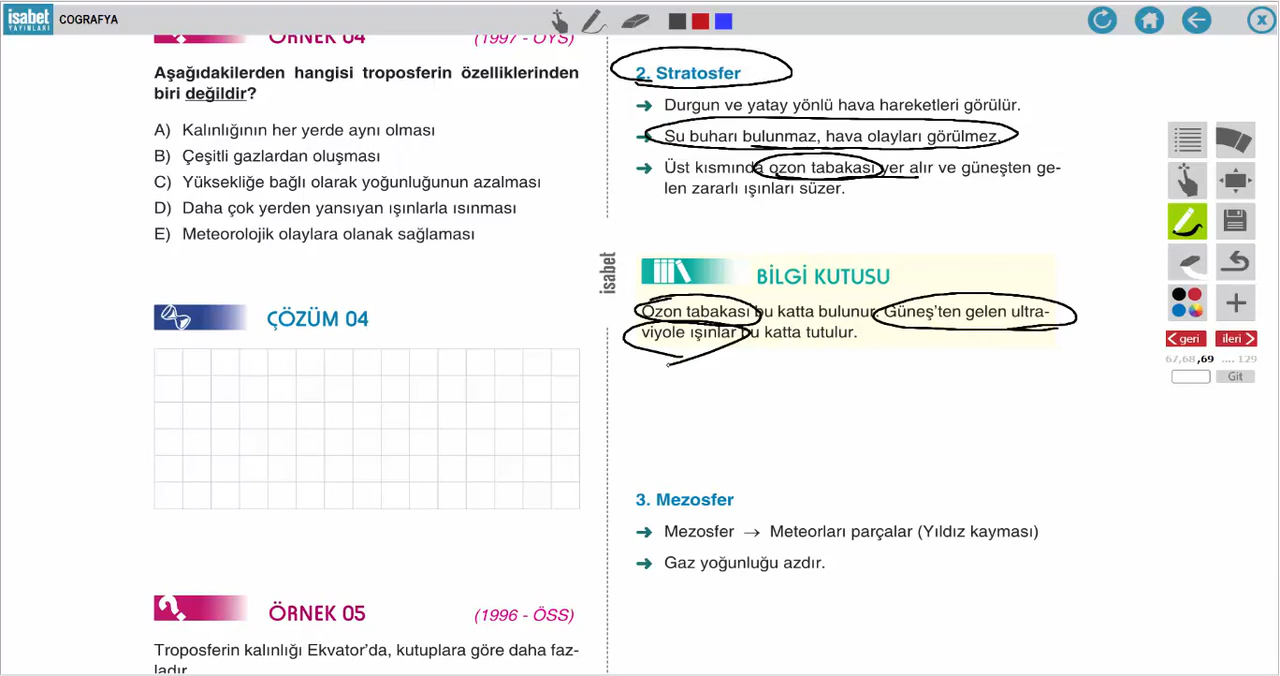 isabet
YAYINLARI
COGRAFYA
ÖRNEK 04
(1997 - ÖYS)
Aşağıdakilerden hangisi troposferin özelliklerinden
biri değildir?
A) Kalınlığının her yerde aynı olması
B) Çeşitli gazlardan oluşması
C) Yüksekliğe bağlı olarak yoğunluğunun azalması
D) Daha çok yerden yansıyan ışınlarla ısınması
E) Meteorolojik olaylara olanak sağlaması
ÇÖZÜM 04
ÖRNEK 05
(1996 - ÖSS)
Troposferin kalınlığı Ekvator’da, kutuplara göre daha faz-
ladır.
isabet
2. Stratosfer
➜ Durgun ve yatay yönlü hava hareketleri görülür.
➜ Su buharı bulunmaz, hava olayları görülmez.
➜ Üst kısmında ozon tabakası yer alır ve güneşten ge-
len zararlı ışınları süzer.
BİLGİ KUTUSU
Ozon tabakası bu katta bulunur. Güneş’ten gelen ultra-
viyole ışınlar bu katta tutulur.
3. Mezosfer
➜ Mezosfer → Meteorları parçalar (Yıldız kayması)
➜ Gaz yoğunluğu azdır.
geri
ileri
67,68,69 .... 129
Git